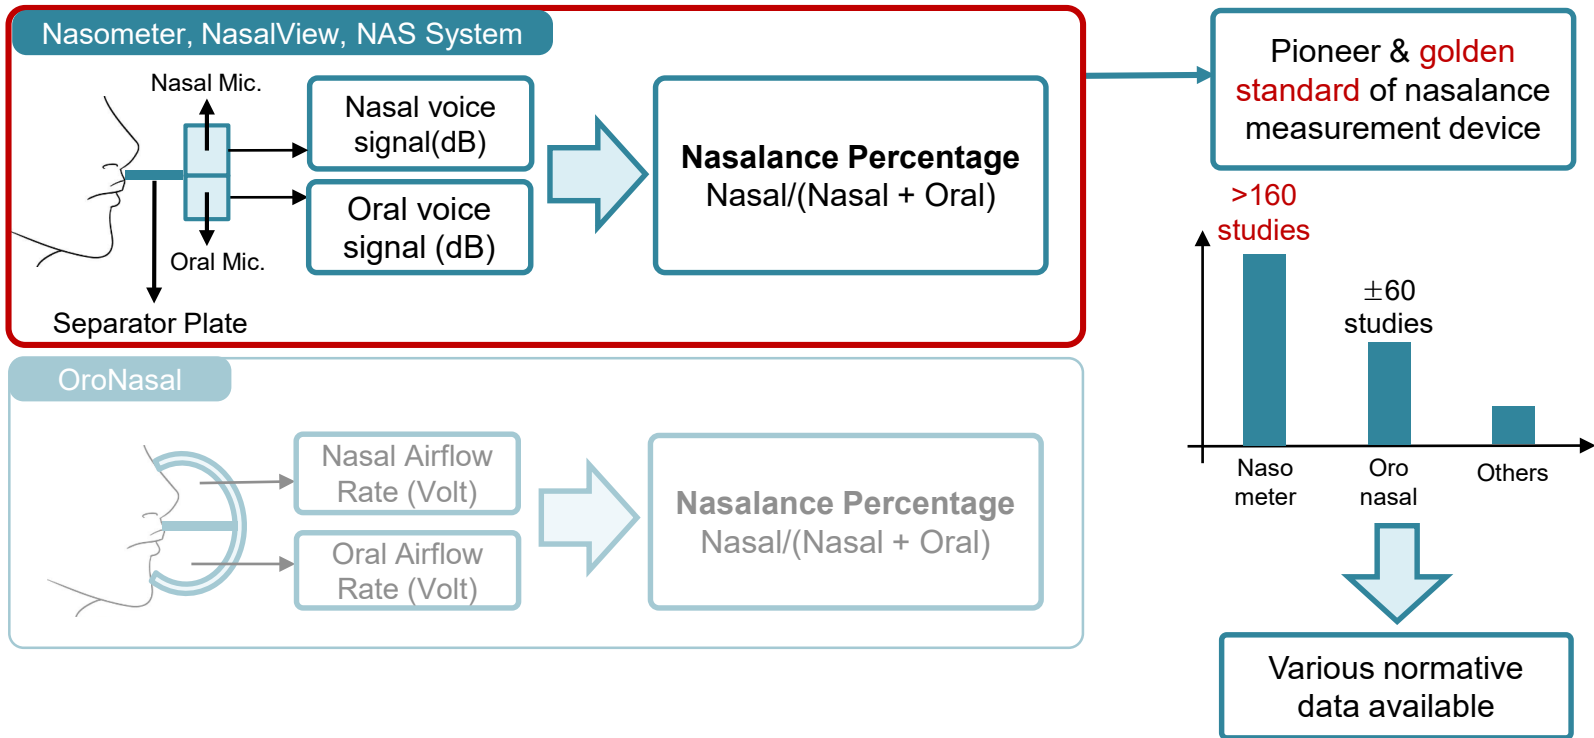 Nasometer, NasalView, NAS System
Nasal Mic.
Nasal voice
signal(dB)
Oral voice
signal (dB)
Oral Mic.
Separator Plate
Nasalance Percentage
Nasal/(Nasal + Oral)
Pioneer & golden
standard of nasalance
measurement device
>160
studies
±60
studies
Naso
meter
Oro
nasal
Others
Various normative
data available
OroNasal
Nasal Airflow
Rate (Volt)
Oral Airflow
Rate (Volt)
Nasalance Percentage
Nasal/(Nasal + Oral)